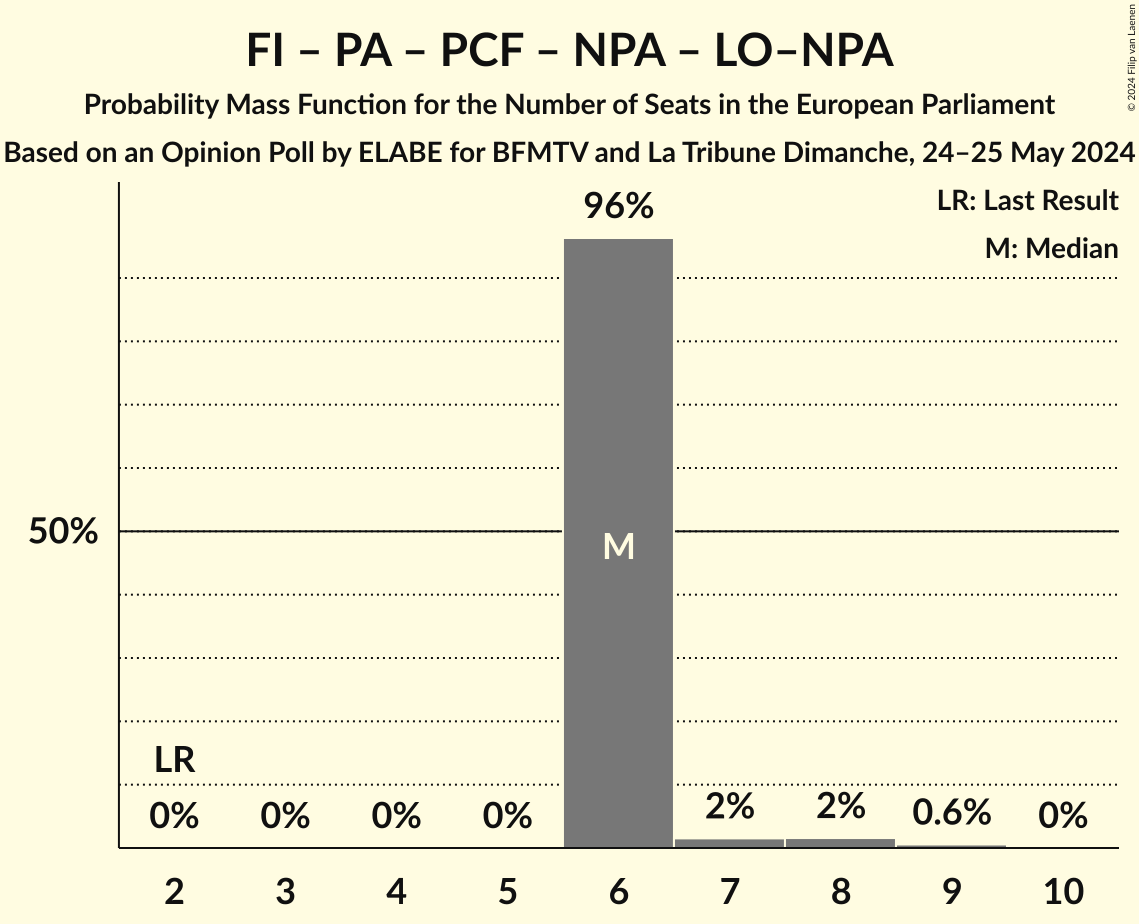 FI – PA – PCF – NPA – LO–NPA
Probability Mass Function for the Number of Seats in the European Parliament
Based on an Opinion Poll by ELABE for BFMTV and La Tribune Dimanche, 24–25 May 2024
© 2024 Filip van Laenen
LR: Last Result
M: Median
96%
50%
M
LR
0% 0% 0% 0% 2% 2% 0.6% 0%
2 3 4 5 6 7 8 9 10